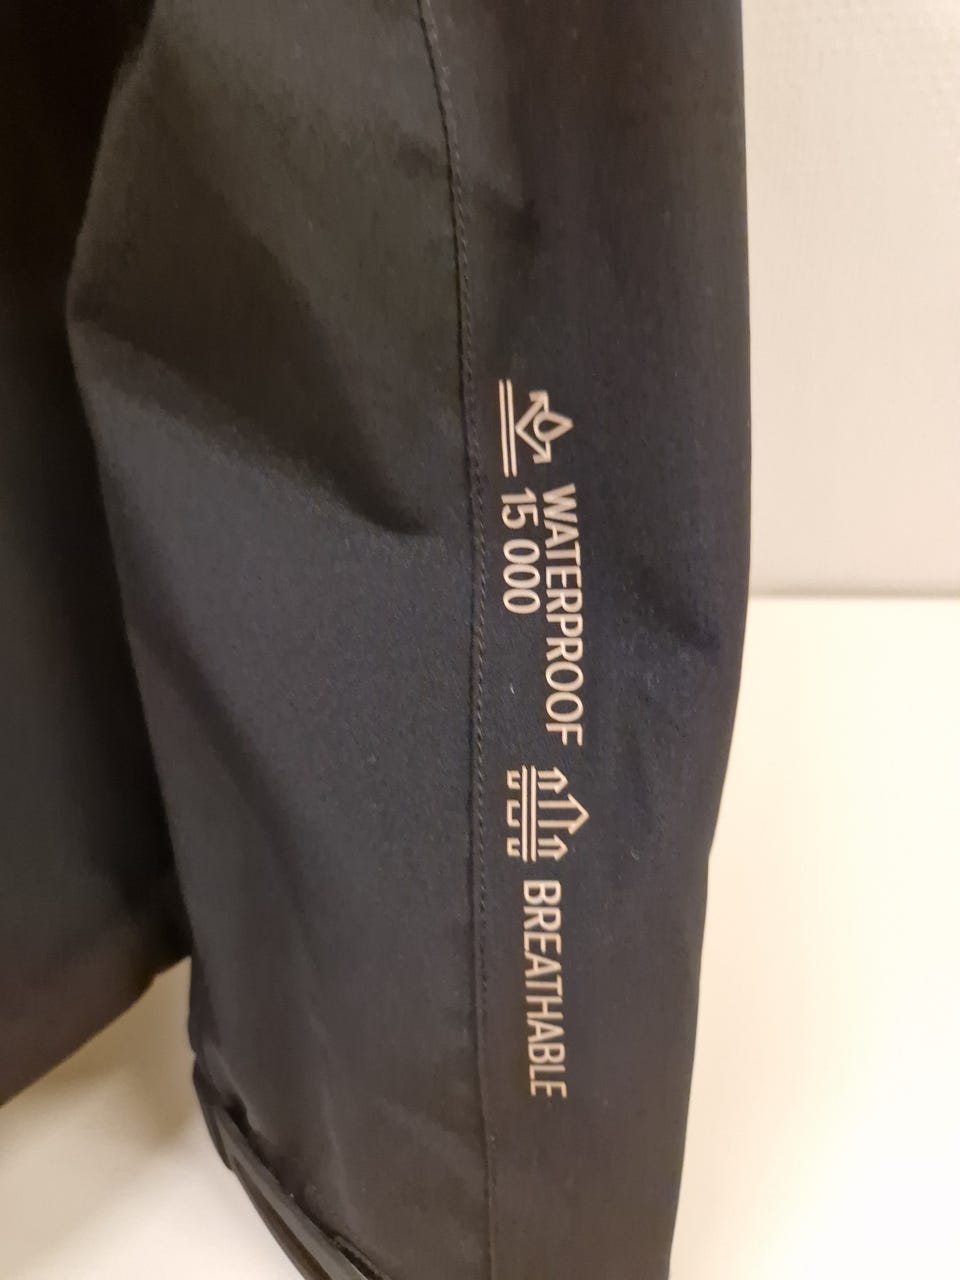 WATERPROOF
15 000
BREATHABLE